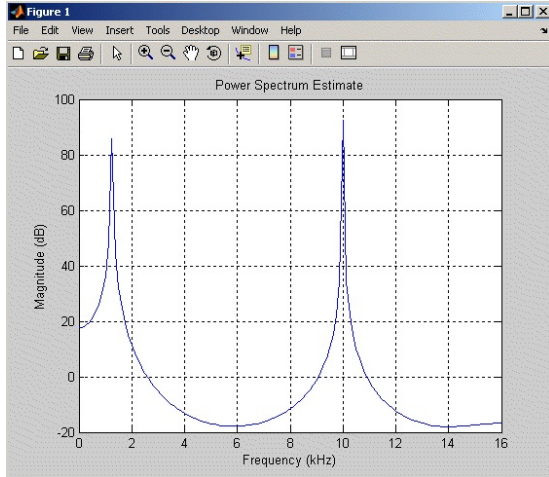 Figure 1
File Edit View Insert Tools Desktop Window Help
Power Spectrum Estimate
100
80
60
40
20
0
-20
Magnitude (dB)
0 2 4 6 8 10 12 14 16
Frequency (kHz)